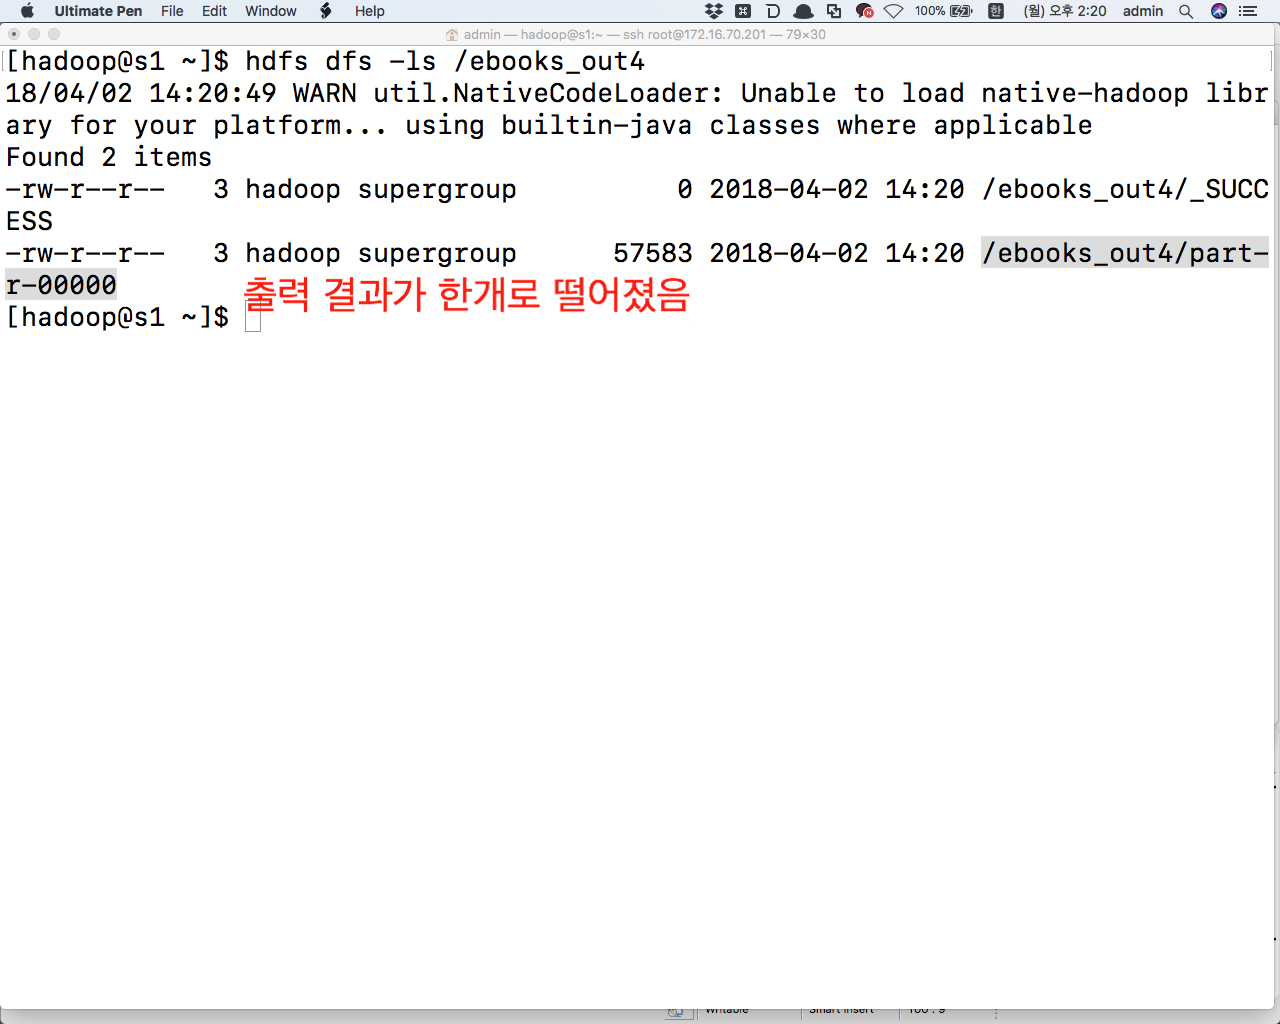 Ultimate Pen File Edit Window Help 100% 한 (월) 오후 2:20 admin
admin — hadoop@s1:~ — ssh root@172.16.70.201 — 79×30
[hadoop@s1 ~]$ hdfs dfs -ls /ebooks_out4
18/04/02 14:20:49 WARN util.NativeCodeLoader: Unable to load native-hadoop libr
ary for your platform... using builtin-java classes where applicable
Found 2 items
-rw-r--r--   3 hadoop supergroup          0 2018-04-02 14:20 /ebooks_out4/_SUCC
ESS
-rw-r--r--   3 hadoop supergroup      57583 2018-04-02 14:20 /ebooks_out4/part-
r-00000
출력 결과가 한개로 떨어졌음
[hadoop@s1 ~]$
Writable Smart Insert 100 : 9